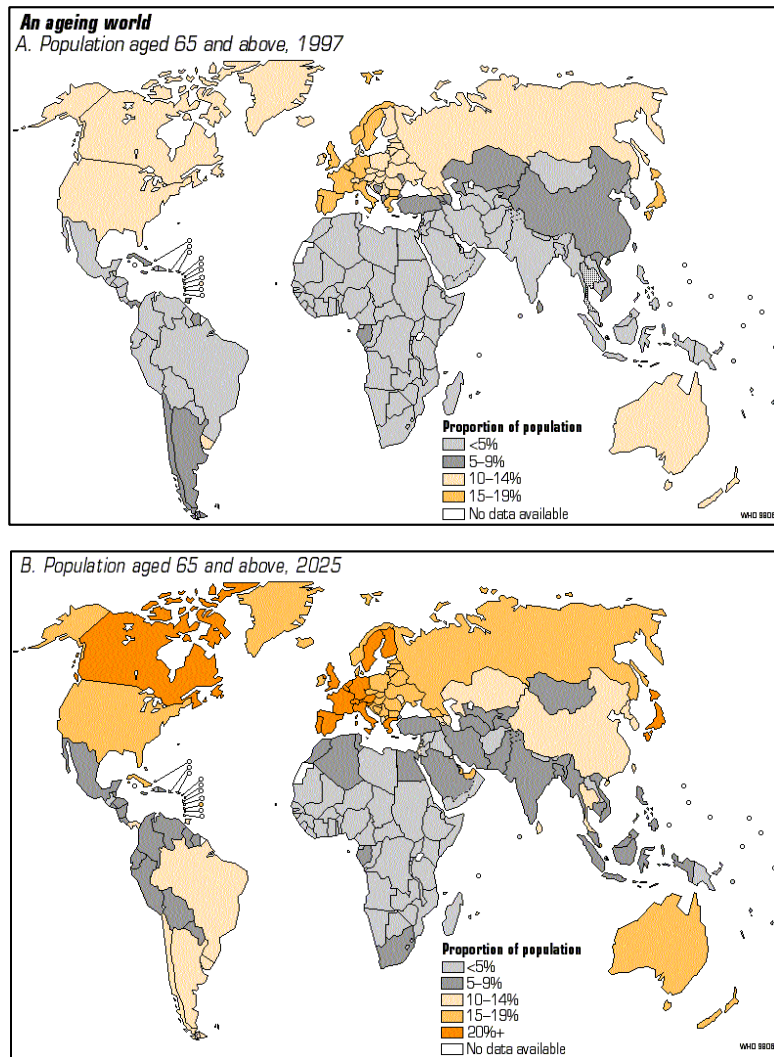 An ageing world
A. Population aged 65 and above, 1997
Proportion of population
<5%
5–9%
10–14%
15–19%
No data available
B. Population aged 65 and above, 2025
Proportion of population
<5%
5–9%
10–14%
15–19%
20%+
No data available